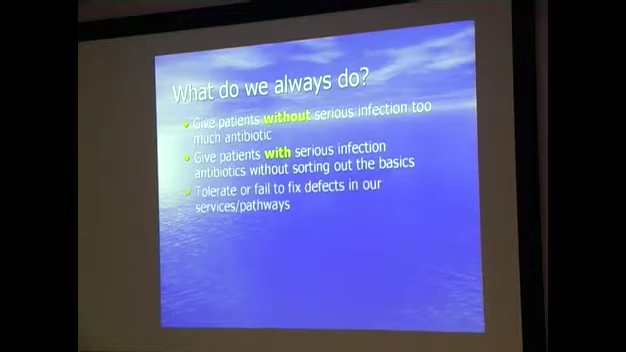 What do we always do?
Give patients without serious infection too
much antibiotic
Give patients with serious infection
antibiotics without sorting out the basics
Tolerate or fail to fix defects in our
services/pathways